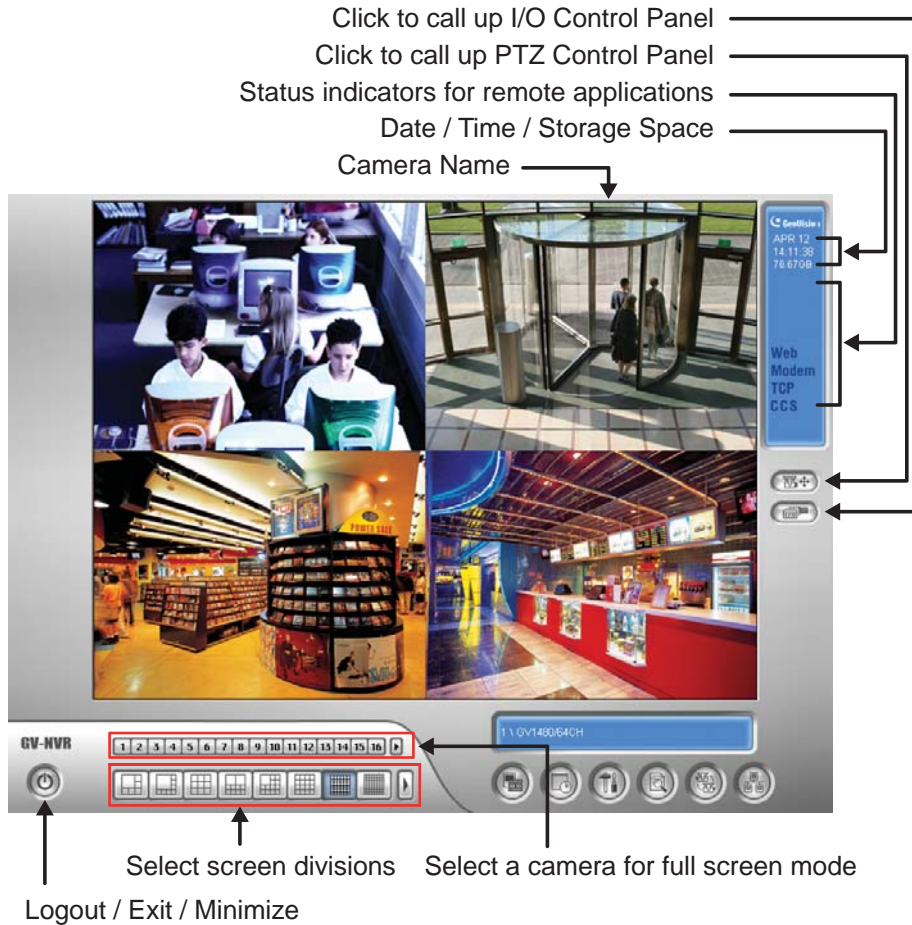 Click to call up I/O Control Panel
Click to call up PTZ Control Panel
Status indicators for remote applications
Date / Time / Storage Space
Camera Name
GeoVision
APR 12
14:11:38
76.67GB
Web
Modem
TCP
CCS
POWER SALE
GV-NVR
1 2 3 4 5 6 7 8 9 10 11 12 13 14 15 16
1 \ GV1480/64CH
Select screen divisions
Select a camera for full screen mode
Logout / Exit / Minimize